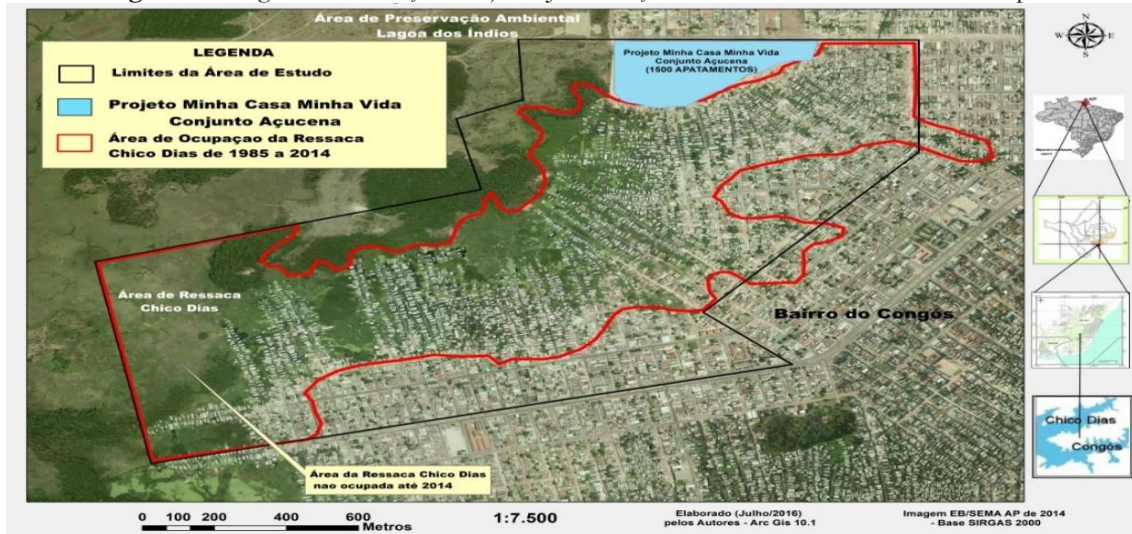 Área de Preservação Ambiental
Lagoa dos Índios
LEGENDA
Limites da Área de Estudo
Projeto Minha Casa Minha Vida
Conjunto Açucena
Área de Ocupaçao da Ressaca
Chico Dias de 1985 a 2014
Projeto Minha Casa Minha Vida
Conjunto Açucena
(1500 APATAMENTOS)
N
W
E
S
Área de Ressaca
Chico Dias
Bairro do Congós
Área da Ressaca Chico Dias
nao ocupada até 2014
Chico Dias
Congós
0 100 200 400 600
Metros
1:7.500
Elaborado (Julho/2016)
pelos Autores - Arc Gis 10.1
Imagem EB/SEMA AP de 2014
- Base SIRGAS 2000